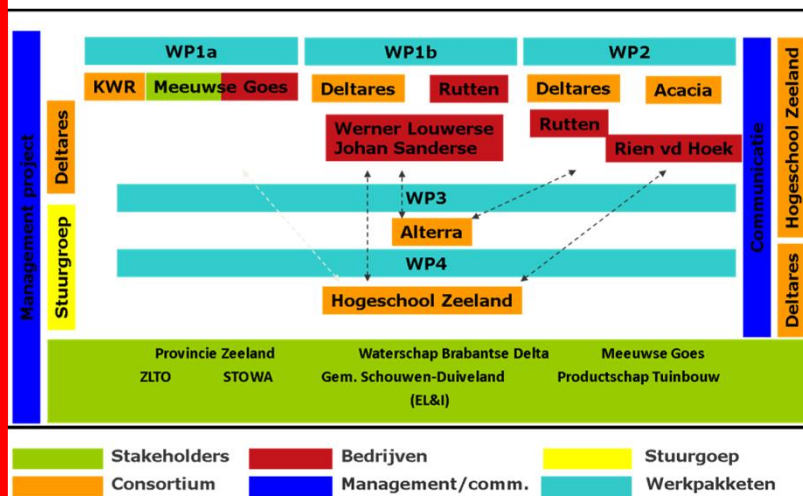 Management project
Deltares
Stuurgroep
WP1a
WP1b
WP2
KWR
Meeuwse Goes
Deltares
Rutten
Deltares
Acacia
Werner Louwerse
Johan Sanderse
Rutten
Rien vd Hoek
WP3
Alterra
WP4
Hogeschool Zeeland
Communicatie
Hogeschool Zeeland
Deltares
Provincie Zeeland
Waterschap Brabantse Delta
Meeuwse Goes
ZLTO
STOWA
Gem. Schouwen-Duiveland
Productschap Tuinbouw
(EL&I)
Stakeholders
Bedrijven
Stuurgoep
Consortium
Management/comm.
Werkpakketen